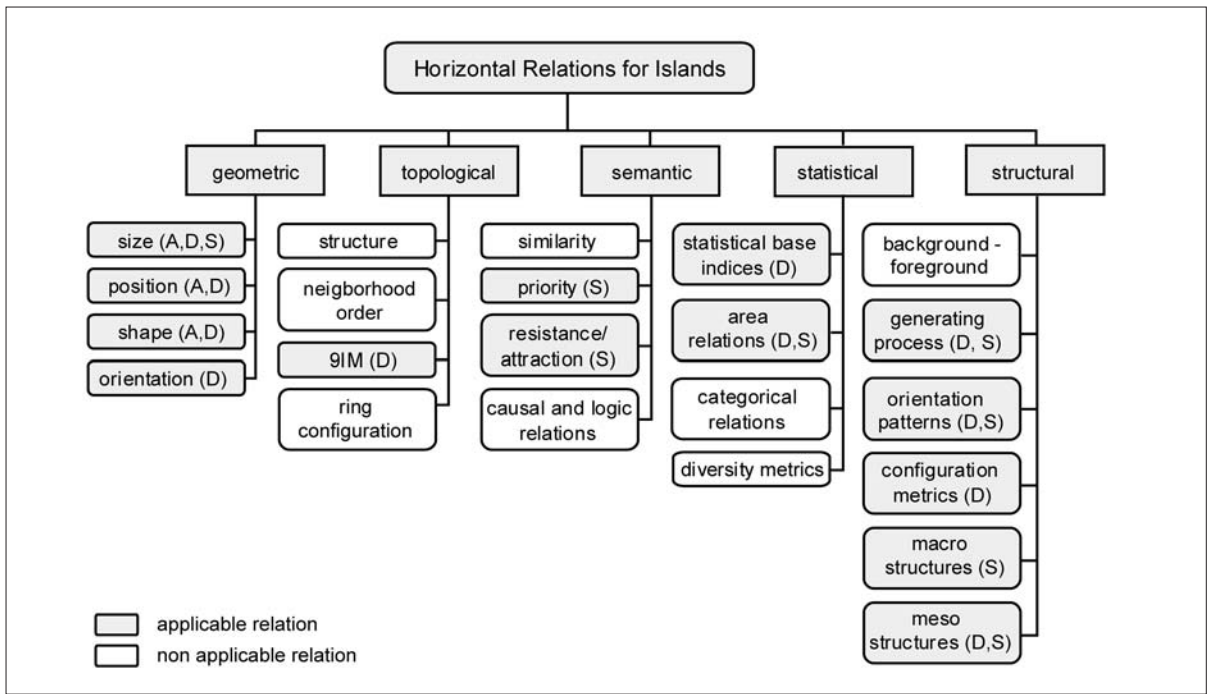 Horizontal Relations for Islands
geometric
topological
semantic
statistical
structural
size (A,D,S)
position (A,D)
shape (A,D)
orientation (D)
structure
neigborhood
order
9IM (D)
ring
configuration
similarity
priority (S)
resistance/
attraction (S)
causal and logic
relations
statistical base
indices (D)
area
relations (D,S)
categorical
relations
diversity metrics
background -
foreground
generating
process (D, S)
orientation
patterns (D,S)
configuration
metrics (D)
macro
structures (S)
meso
structures (D,S)
applicable relation
non applicable relation